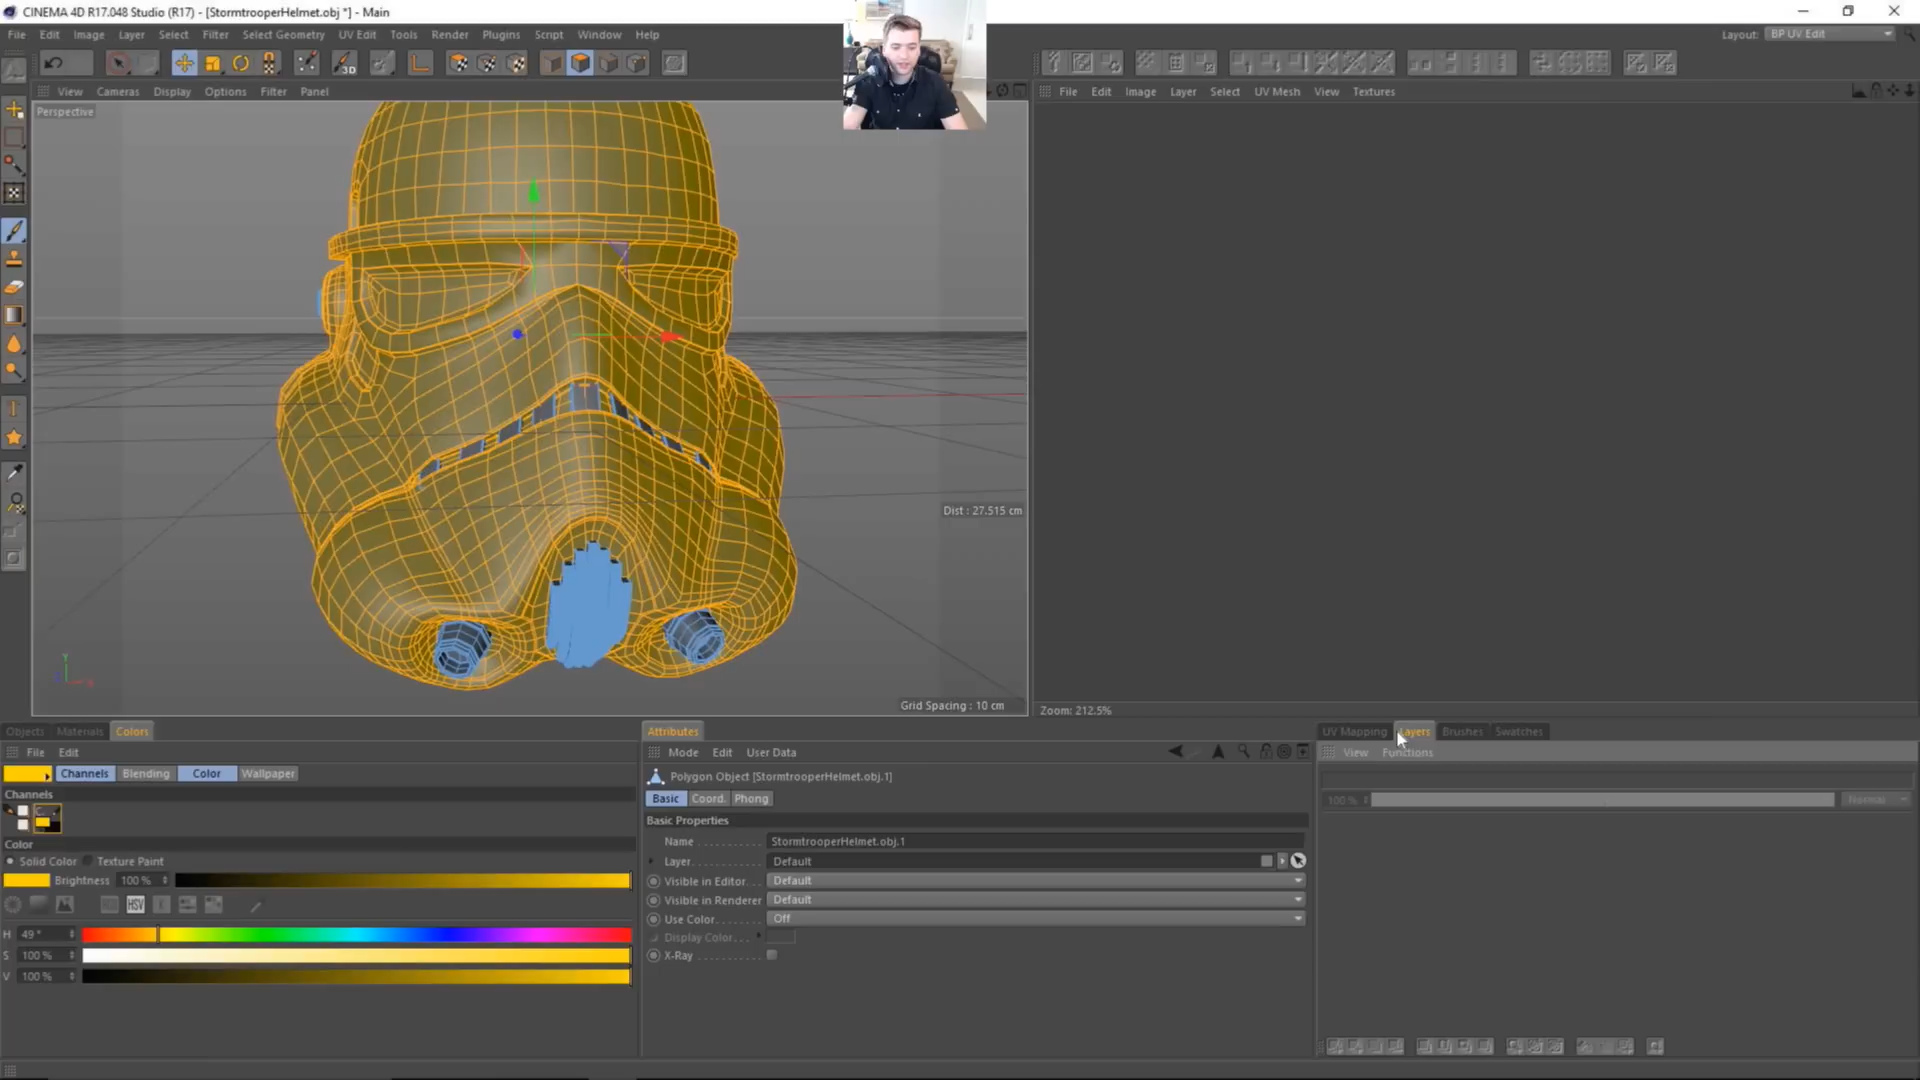 CINEMA 4D R17.048 Studio (R17) - [StormtrooperHelmet.obj *] - Main
File Edit Image Layer Select Filter Select Geometry UV Edit Tools Render Plugins Script Window Help
Layout: BP UV Edit
View Cameras Display Options Filter Panel
File Edit Image Layer Select UV Mesh View Textures
Perspective
Dist : 27.515 cm
Grid Spacing : 10 cm
Zoom: 212.5%
Objects Materials Colors
File Edit
Channels Blending Color Wallpaper
Channels
Color
Solid Color Texture Paint
Brightness 100 %
HSV
H 49 °
S 100 %
V 100 %
Attributes
Mode Edit User Data
Polygon Object [StormtrooperHelmet.obj.1]
Basic Coord. Phong
Basic Properties
Name StormtrooperHelmet.obj.1
Layer Default
Visible in Editor Default
Visible in Renderer Default
Use Color Off
Display Color
X-Ray
UV Mapping Layers Brushes Swatches
View Functions
100 % Normal
Y